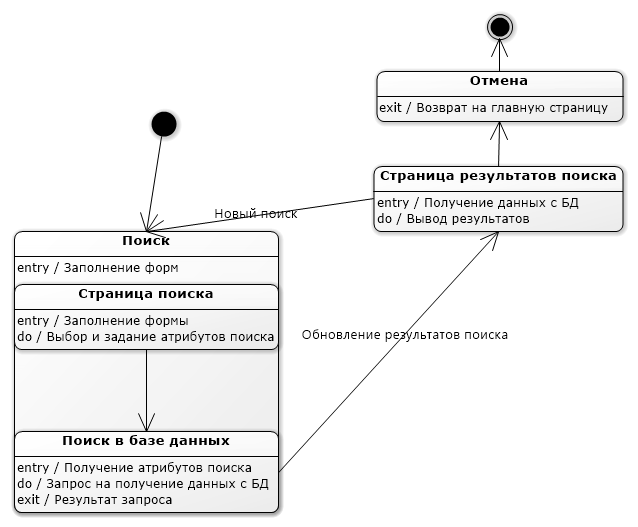 Отмена
exit / Возврат на главную страницу
Страница результатов поиска
entry / Получение данных с БД
do / Вывод результатов
Новый поиск
Поиск
entry / Заполнение форм
Страница поиска
entry / Заполнение формы
do / Выбор и задание атрибутов поиска
Обновление результатов поиска
Поиск в базе данных
entry / Получение атрибутов поиска
do / Запрос на получение данных с БД
exit / Результат запроса